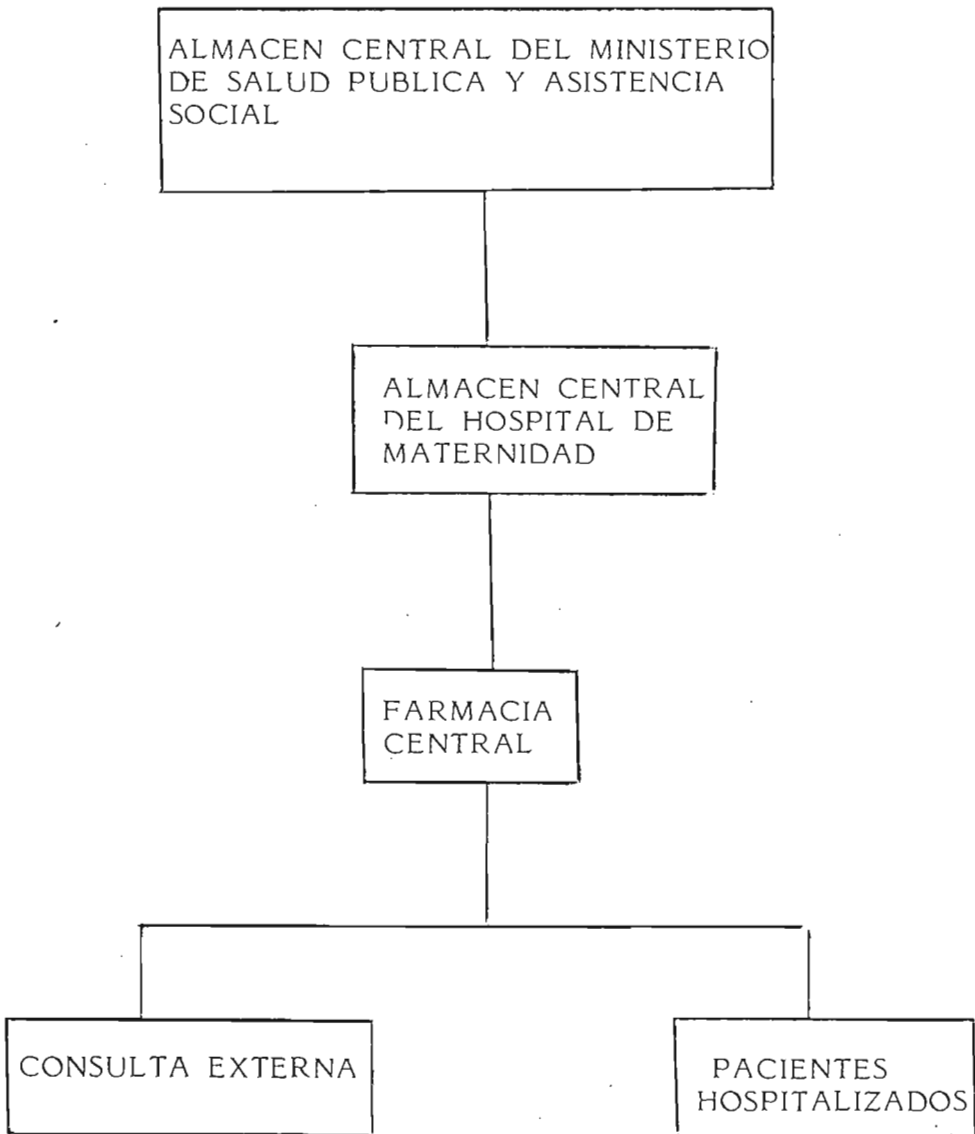 ALMACEN CENTRAL DEL MINISTERIO
DE SALUD PUBLICA Y ASISTENCIA
SOCIAL
ALMACEN CENTRAL
DEL HOSPITAL DE
MATERNIDAD
FARMACIA
CENTRAL
CONSULTA EXTERNA
PACIENTES
HOSPITALIZADOS